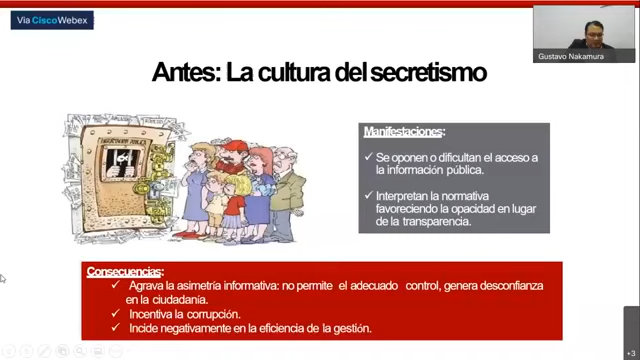 Vía Cisco Webex
Gustavo Nakamura
Antes: La cultura del secretismo
Manifestaciones:
✓ Se oponen o dificultan el acceso a
la información pública.
✓ Interpretan la normativa
favoreciendo la opacidad en lugar
de la transparencia.
Consecuencias:
✓ Agrava la asimetría informativa: no permite el adecuado control, genera desconfianza
en la ciudadanía.
✓ Incentiva la corrupción.
✓ Incide negativamente en la eficiencia de la gestión.
+3